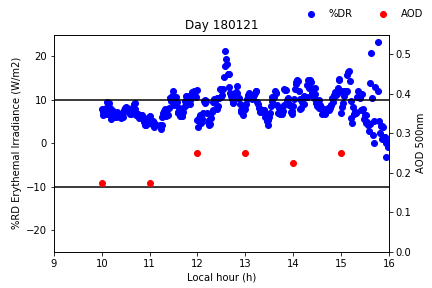 %DR AOD
Day 180121
%RD Erythemal Irradiance (W/m2)
20
10
0
−10
−20
0.5
0.4
0.3
0.2
0.1
0.0
AOD 500nm
9 10 11 12 13 14 15 16
Local hour (h)